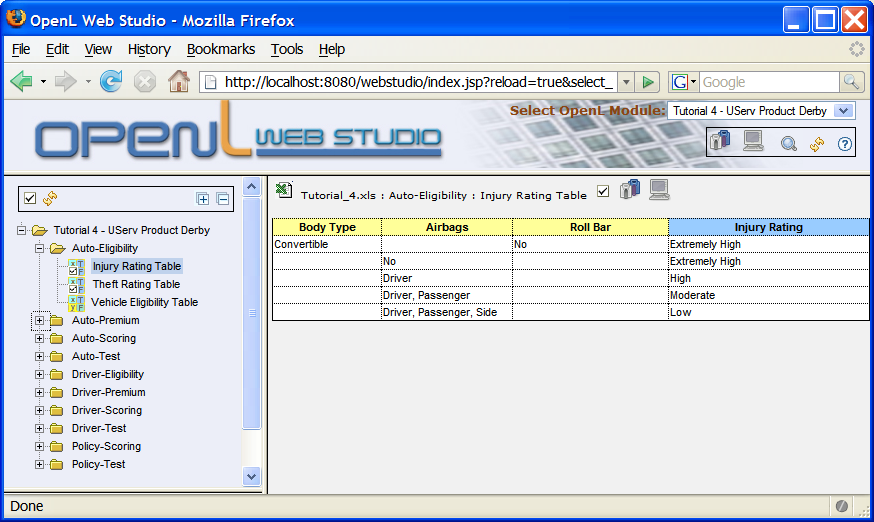 OpenL Web Studio - Mozilla Firefox
File Edit View History Bookmarks Tools Help
http://localhost:8080/webstudio/index.jsp?reload=true&select_ G Google
OPENL WEB STUDIO
Select OpenL Module: Tutorial 4 - UServ Product Derby
Tutorial_4.xls : Auto-Eligibility : Injury Rating Table
Tutorial 4 - UServ Product Derby
Auto-Eligibility
Injury Rating Table
Theft Rating Table
Vehicle Eligibility Table
Auto-Premium
Auto-Scoring
Auto-Test
Driver-Eligibility
Driver-Premium
Driver-Scoring
Driver-Test
Policy-Scoring
Policy-Test
Body Type Airbags Roll Bar Injury Rating
Convertible No Extremely High
No Extremely High
Driver High
Driver, Passenger Moderate
Driver, Passenger, Side Low
Done